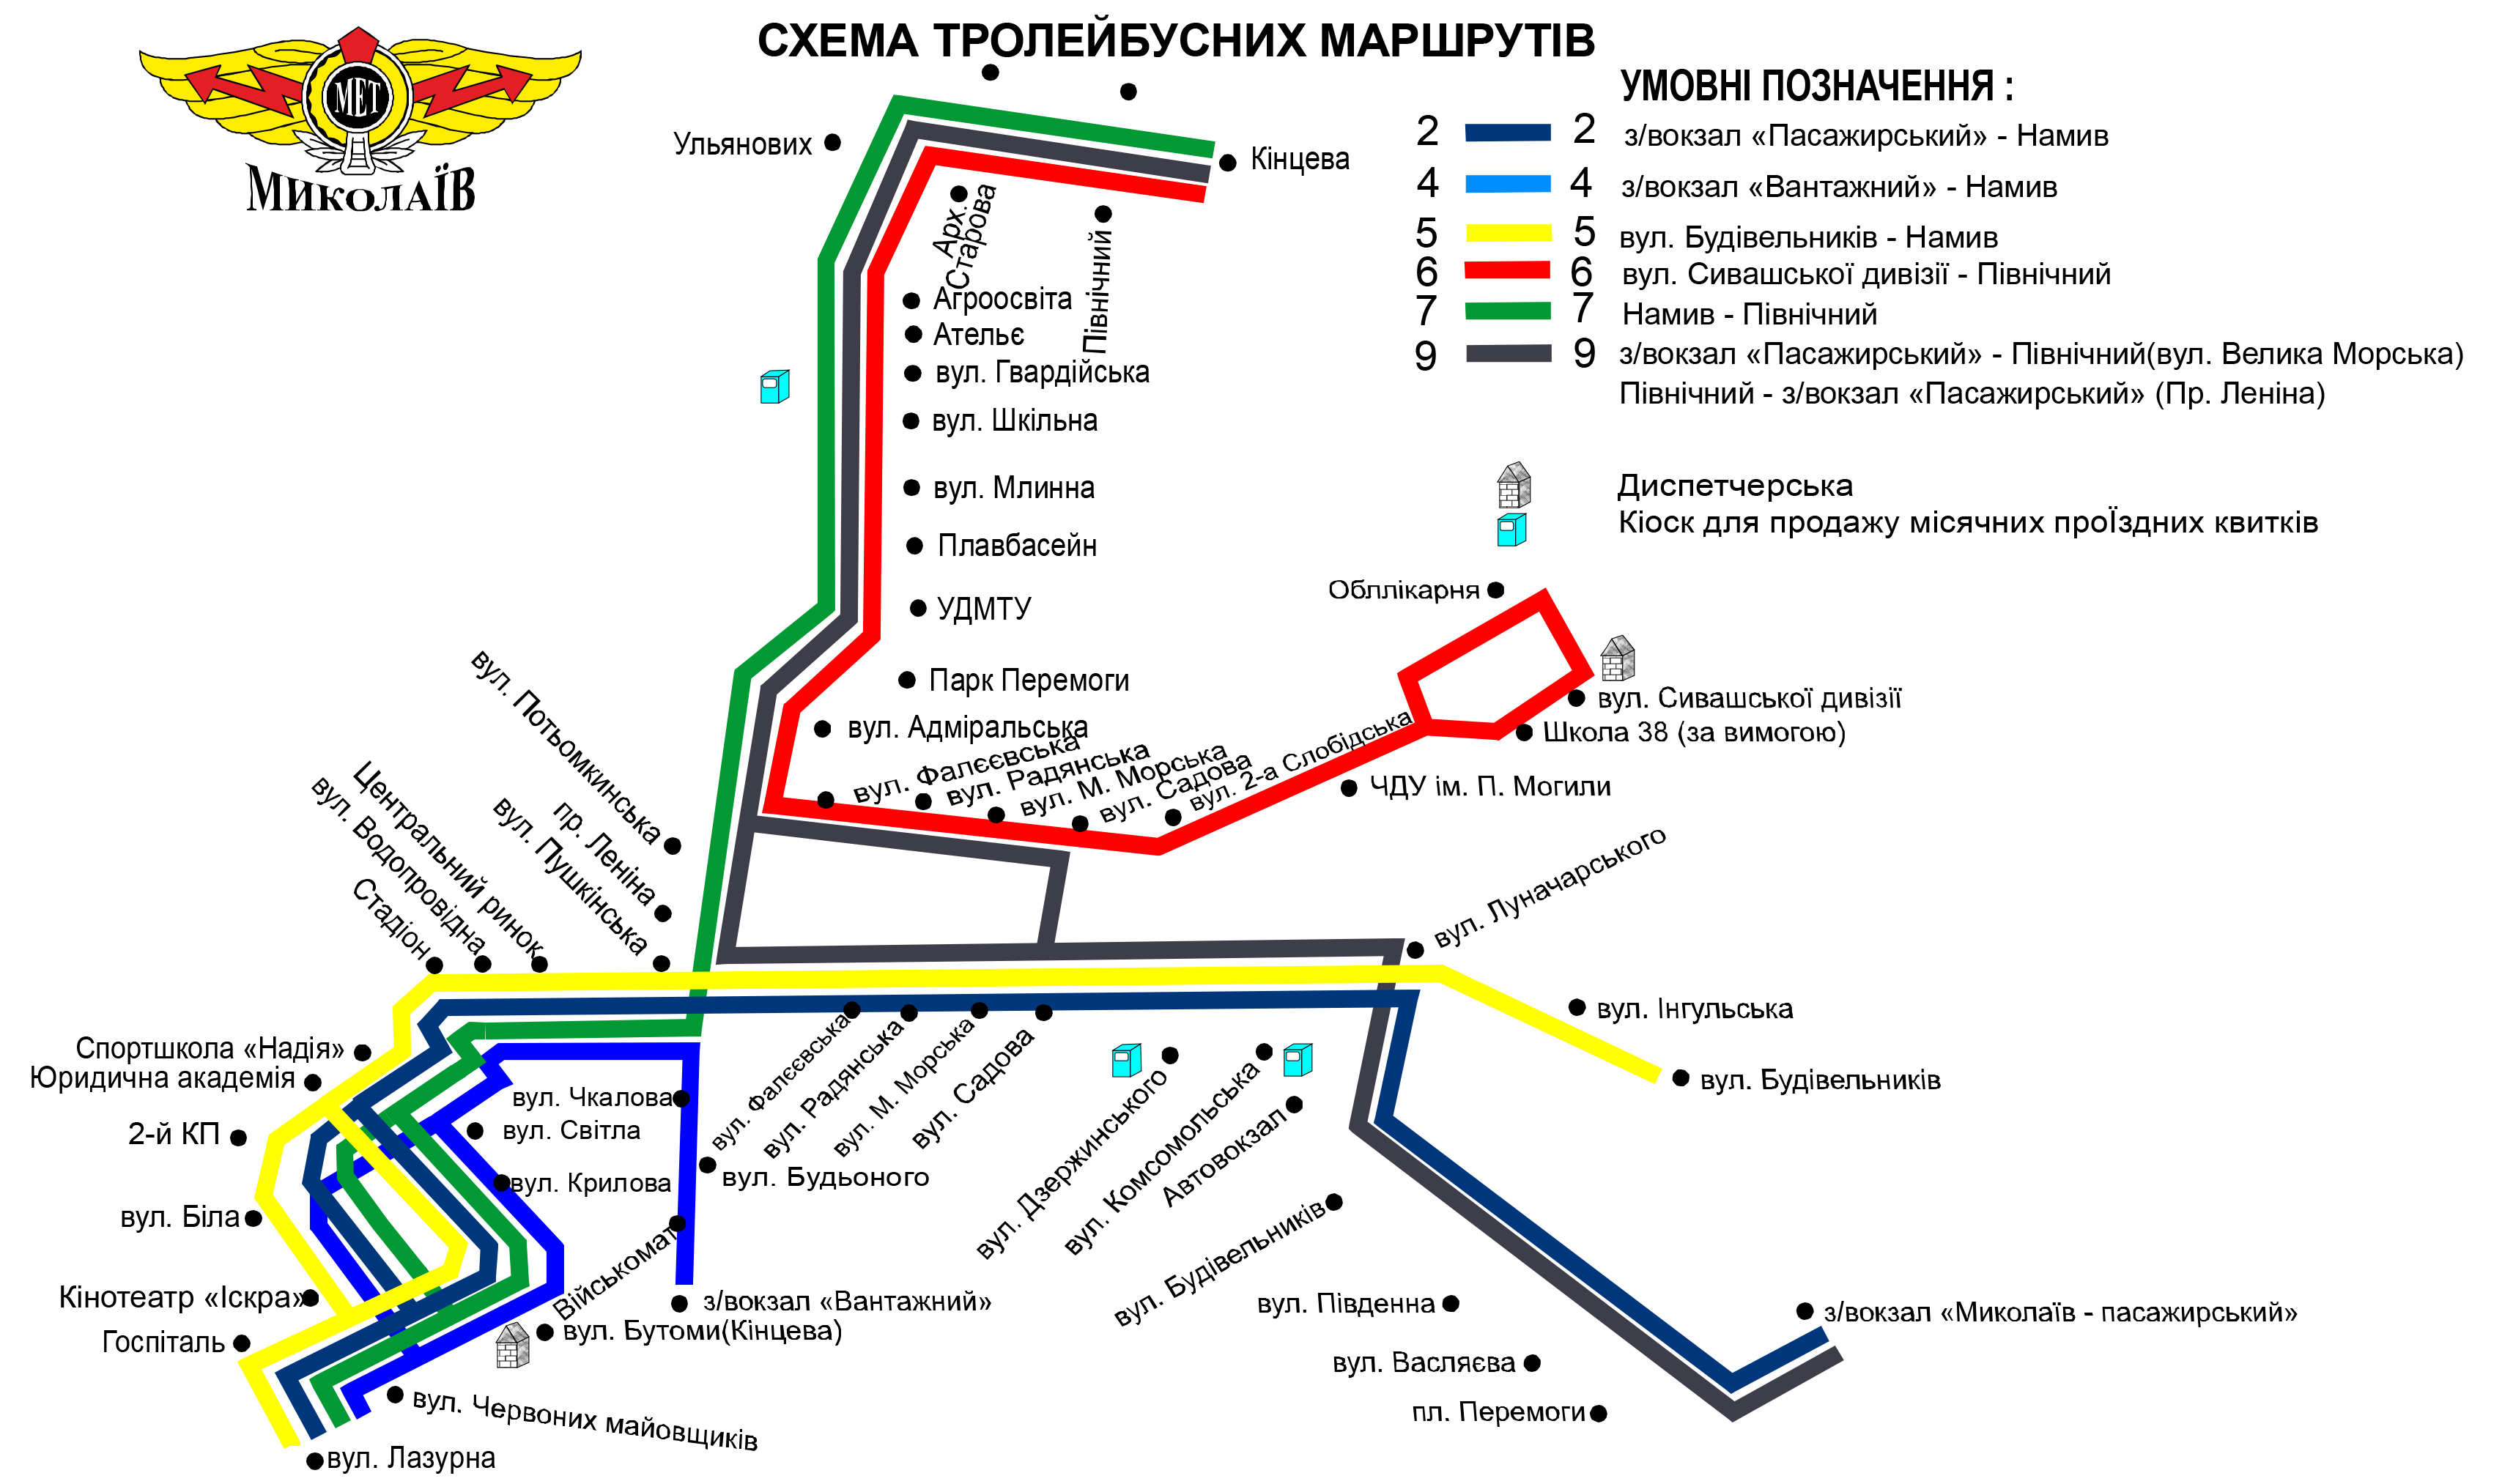 СХЕМА ТРОЛЕЙБУСНИХ МАРШРУТІВ
МЕТ
МИКОЛАЇВ
УМОВНІ ПОЗНАЧЕННЯ :
2 2 з/вокзал «Пасажирський» - Намив
4 4 з/вокзал «Вантажний» - Намив
5 5 вул. Будівельників - Намив
6 6 вул. Сивашської дивізії - Північний
7 7 Намив - Північний
9 9 з/вокзал «Пасажирський» - Північний(вул. Велика Морська)
Північний - з/вокзал «Пасажирський» (Пр. Леніна)
Диспетчерська
Кіоск для продажу місячних проЇздних квитків
Ульянових
Кінцева
Арх.
Старова
Північний
Агроосвіта
Ательє
вул. Гвардійська
вул. Шкільна
вул. Млинна
Плавбасейн
УДМТУ
Парк Перемоги
вул. Адміральська
вул. Фалєєвська
вул. Радянська
вул. М. Морська
вул. Садова
вул. 2-а Слобідська
Обллікарня
вул. Сивашської дивізії
Школа 38 (за вимогою)
ЧДУ ім. П. Могили
вул. Потьомкинська
пр. Леніна
вул. Пушкінська
Центральний ринок
вул. Водопровідна
Стадіон
вул. Луначарського
вул. Інгульська
вул. Будівельників
Спортшкола «Надія»
Юридична академія
2-й КП
вул. Біла
Кінотеатр «Іскра»
Госпіталь
вул. Чкалова
вул. Світла
вул. Крилова
вул. Будьоного
Військомат
з/вокзал «Вантажний»
вул. Бутоми(Кінцева)
вул. Червоних майовщиків
вул. Лазурна
вул. Фалєєвська
вул. Радянська
вул. М. Морська
вул. Садова
вул. Дзержинського
вул. Комсомольська
Автовокзал
вул. Будівельників
вул. Південна
вул. Васляєва
пл. Перемоги
з/вокзал «Миколаїв - пасажирський»